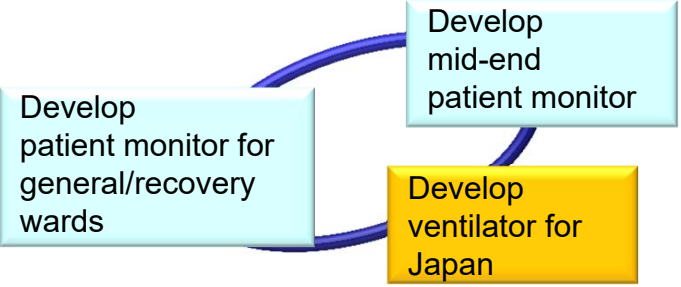 Develop
mid-end
patient monitor
Develop
patient monitor for
general/recovery
wards
Develop
ventilator for
Japan